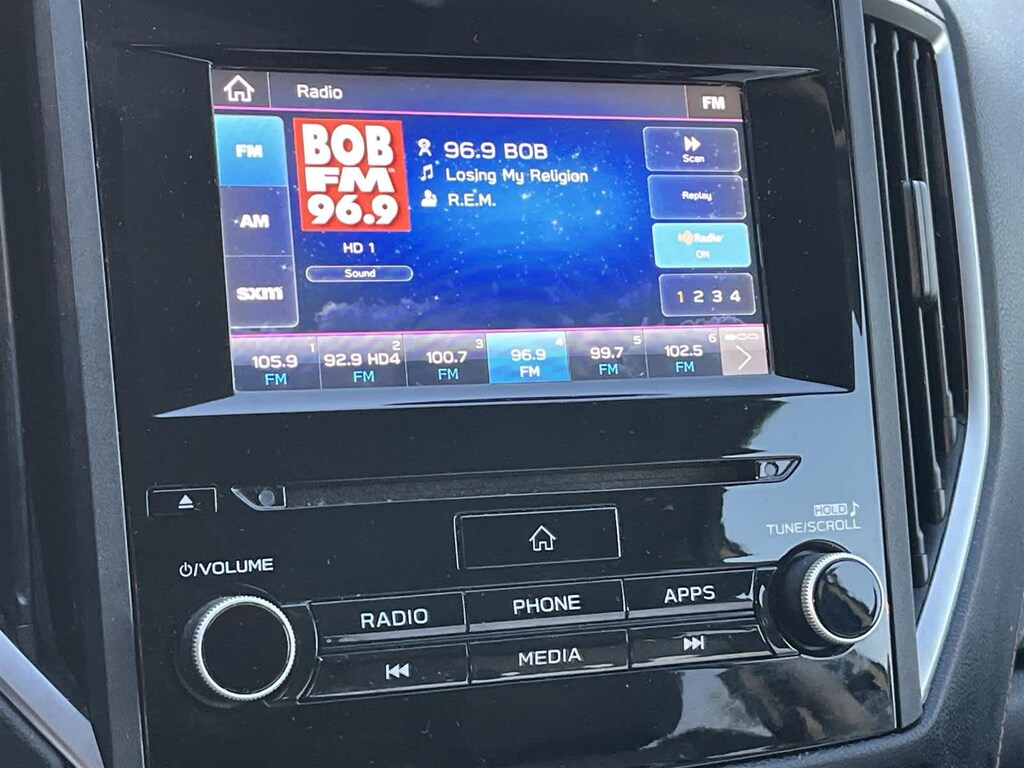 Radio
FM
FM
AM
sxm
BOB
FM
96.9
HD 1
Sound
96.9 BOB
Losing My Religion
R.E.M.
Scan
Replay
HD Radio
ON
1 2 3 4
1
105.9
FM
2
92.9 HD4
FM
3
100.7
FM
4
96.9
FM
5
99.7
FM
6
102.5
FM
HOLD
TUNE/SCROLL
/VOLUME
RADIO
PHONE
APPS
MEDIA